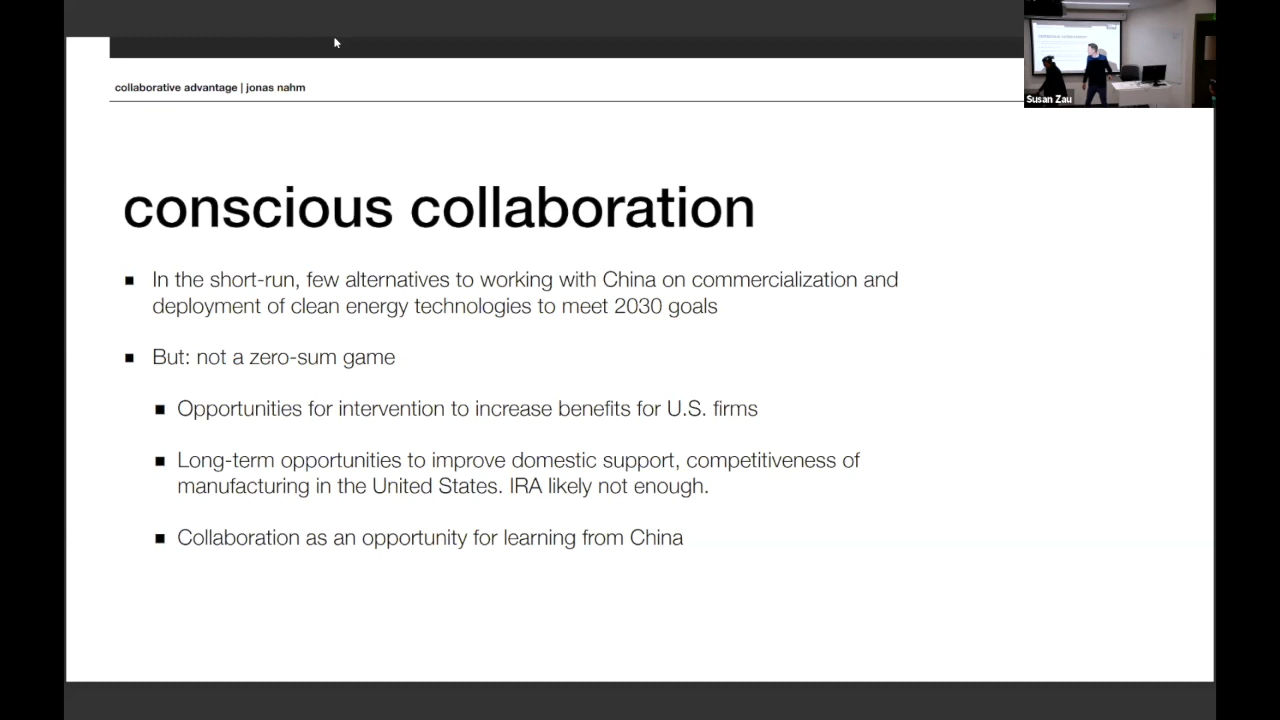 collaborative advantage | jonas nahm
Susan Zau
conscious collaboration
■ In the short-run, few alternatives to working with China on commercialization and
deployment of clean energy technologies to meet 2030 goals
■ But: not a zero-sum game
■ Opportunities for intervention to increase benefits for U.S. firms
■ Long-term opportunities to improve domestic support, competitiveness of
manufacturing in the United States. IRA likely not enough.
■ Collaboration as an opportunity for learning from China